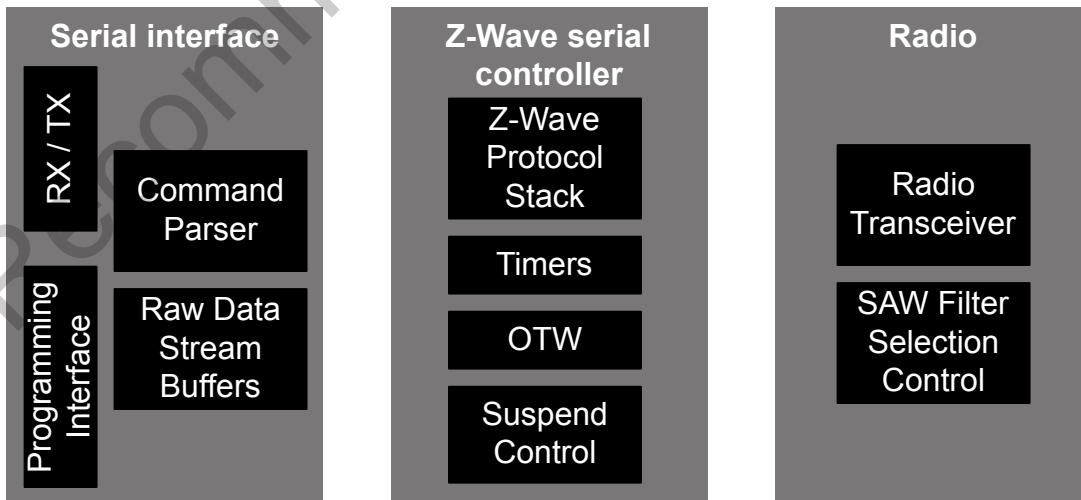 Serial interface
RX / TX
Command
Parser
Programming
Interface
Raw Data
Stream
Buffers
Z-Wave serial
controller
Z-Wave
Protocol
Stack
Timers
OTW
Suspend
Control
Radio
Radio
Transceiver
SAW Filter
Selection
Control